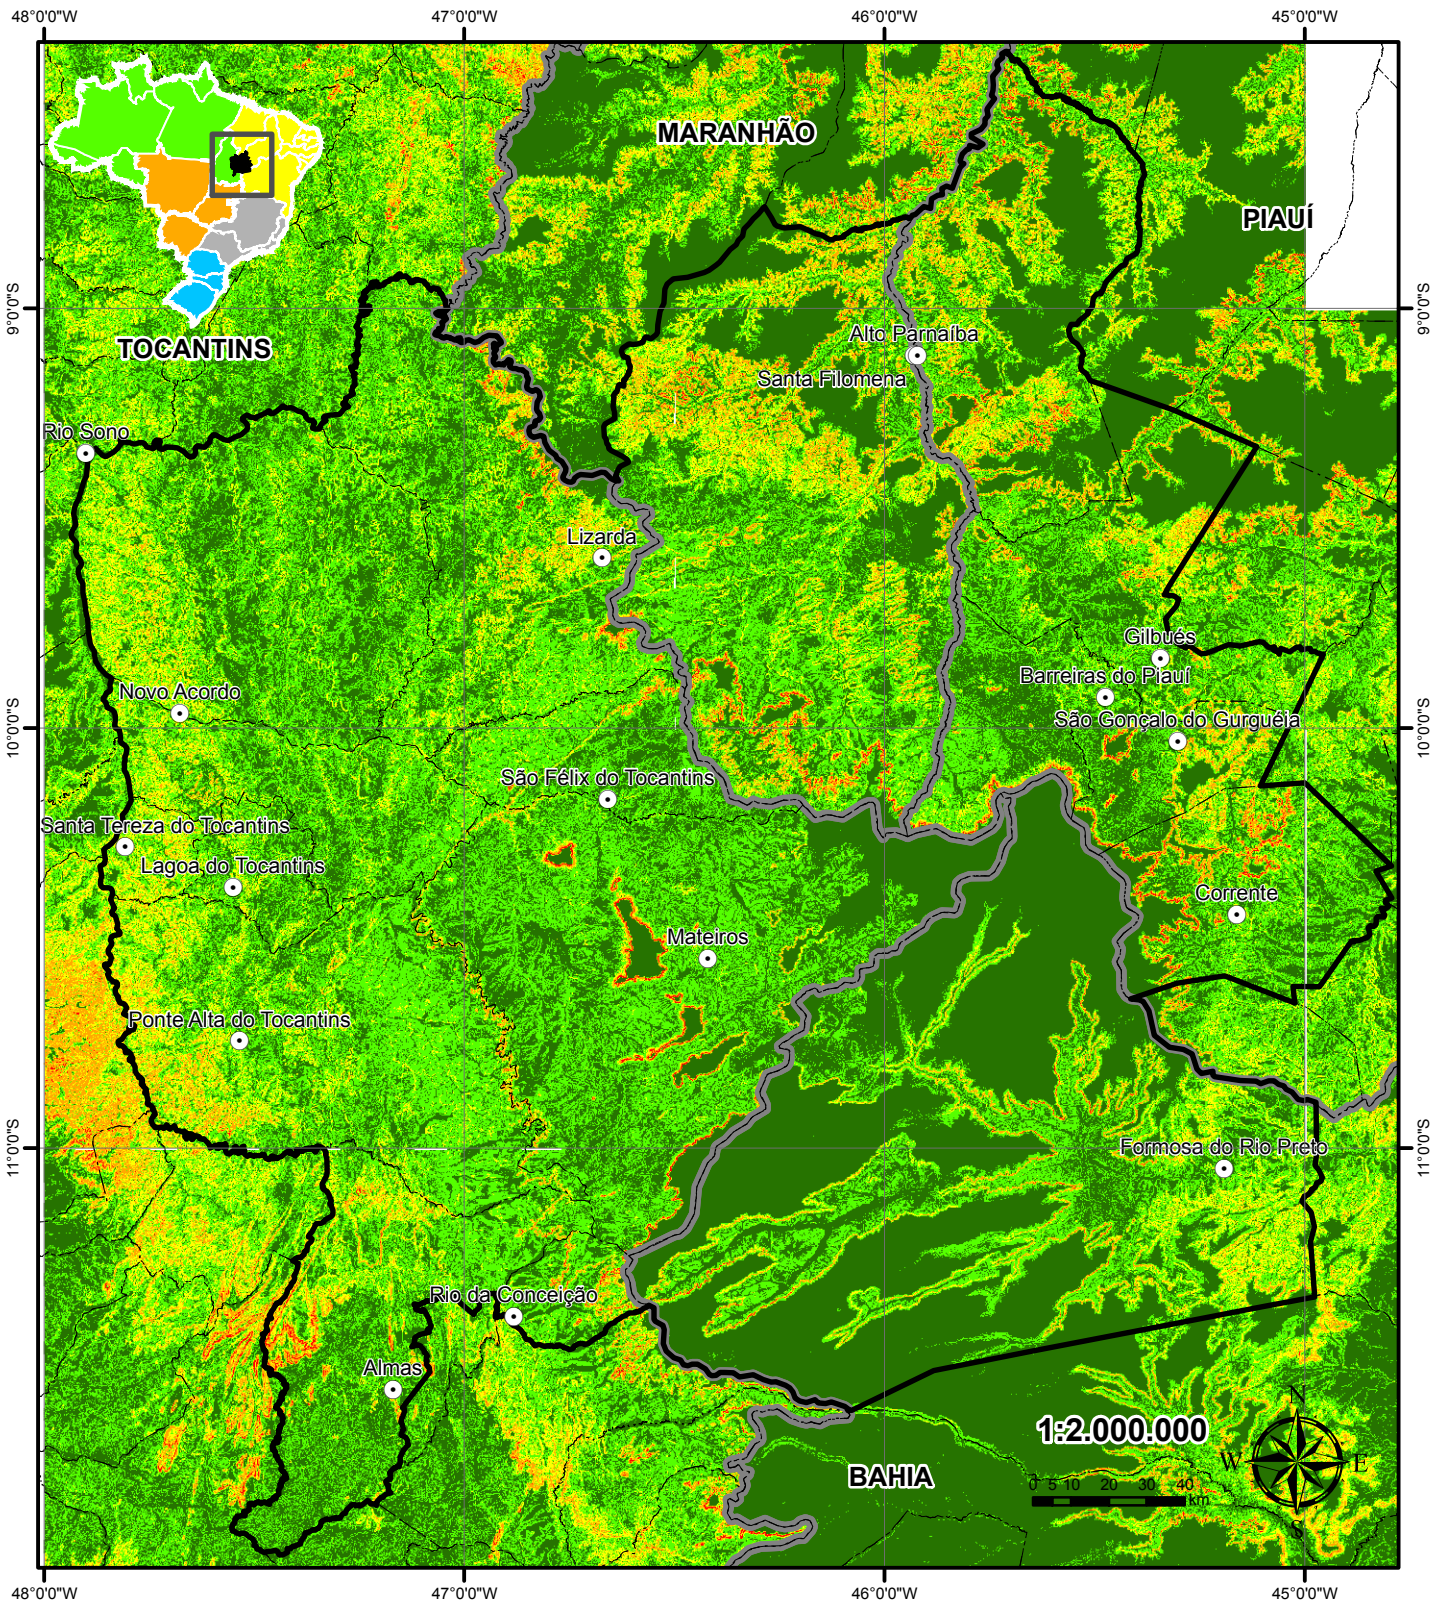 48°0'0"W
47°0'0"W
46°0'0"W
45°0'0"W
MARANHÃO
PIAUÍ
9°0'0"S
9°0'0"S
TOCANTINS
Alto Parnaíba
Santa Filomena
Rio Sono
Lizarda
Gilbués
Barreiras do Piauí
Novo Acordo
São Gonçalo do Gurguéia
10°0'0"S
10°0'0"S
São Félix do Tocantins
Santa Tereza do Tocantins
Lagoa do Tocantins
Corrente
Mateiros
Ponte Alta do Tocantins
11°0'0"S
11°0'0"S
Formosa do Rio Preto
Rio da Conceição
Almas
N
1:2.000.000
W
E
BAHIA
0 5 10 20 30 40
km
S
48°0'0"W
47°0'0"W
46°0'0"W
45°0'0"W